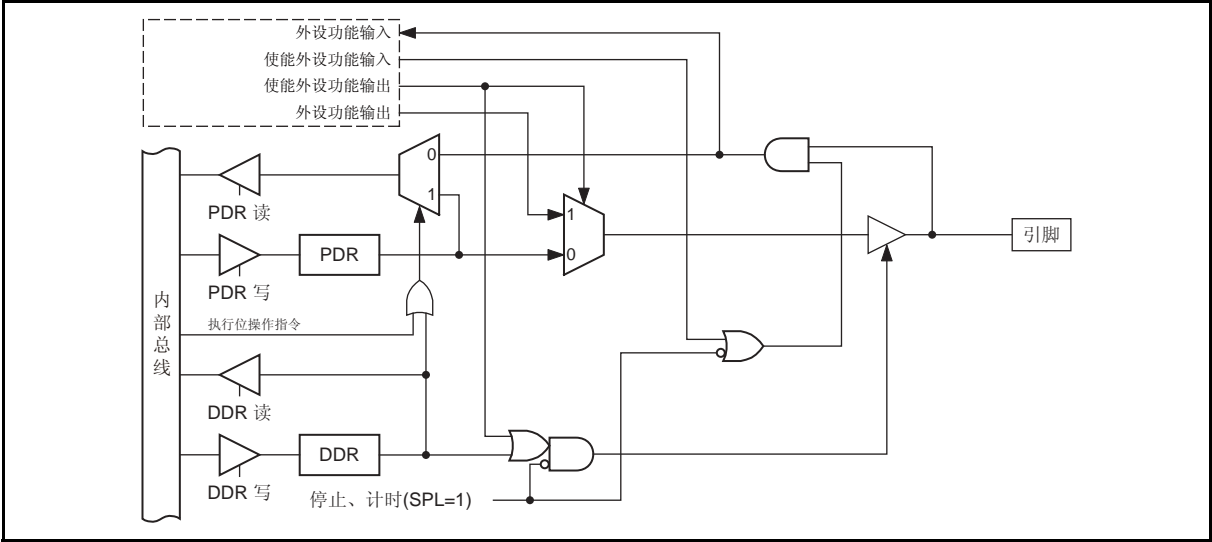 外设功能输入
使能外设功能输入
使能外设功能输出
外设功能输出
0
1
PDR 读
1
0
引脚
PDR
PDR 写
内部总线
执行位操作指令
DDR 读
DDR
DDR 写
停止、计时(SPL=1)